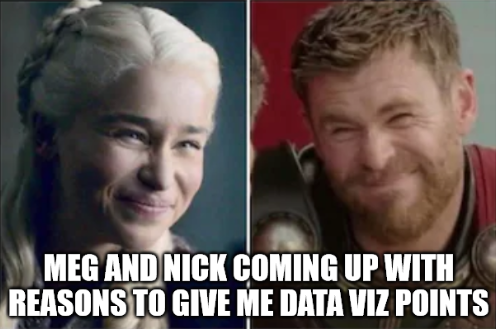 MEG AND NICK COMING UP WITH
REASONS TO GIVE ME DATA VIZ POINTS